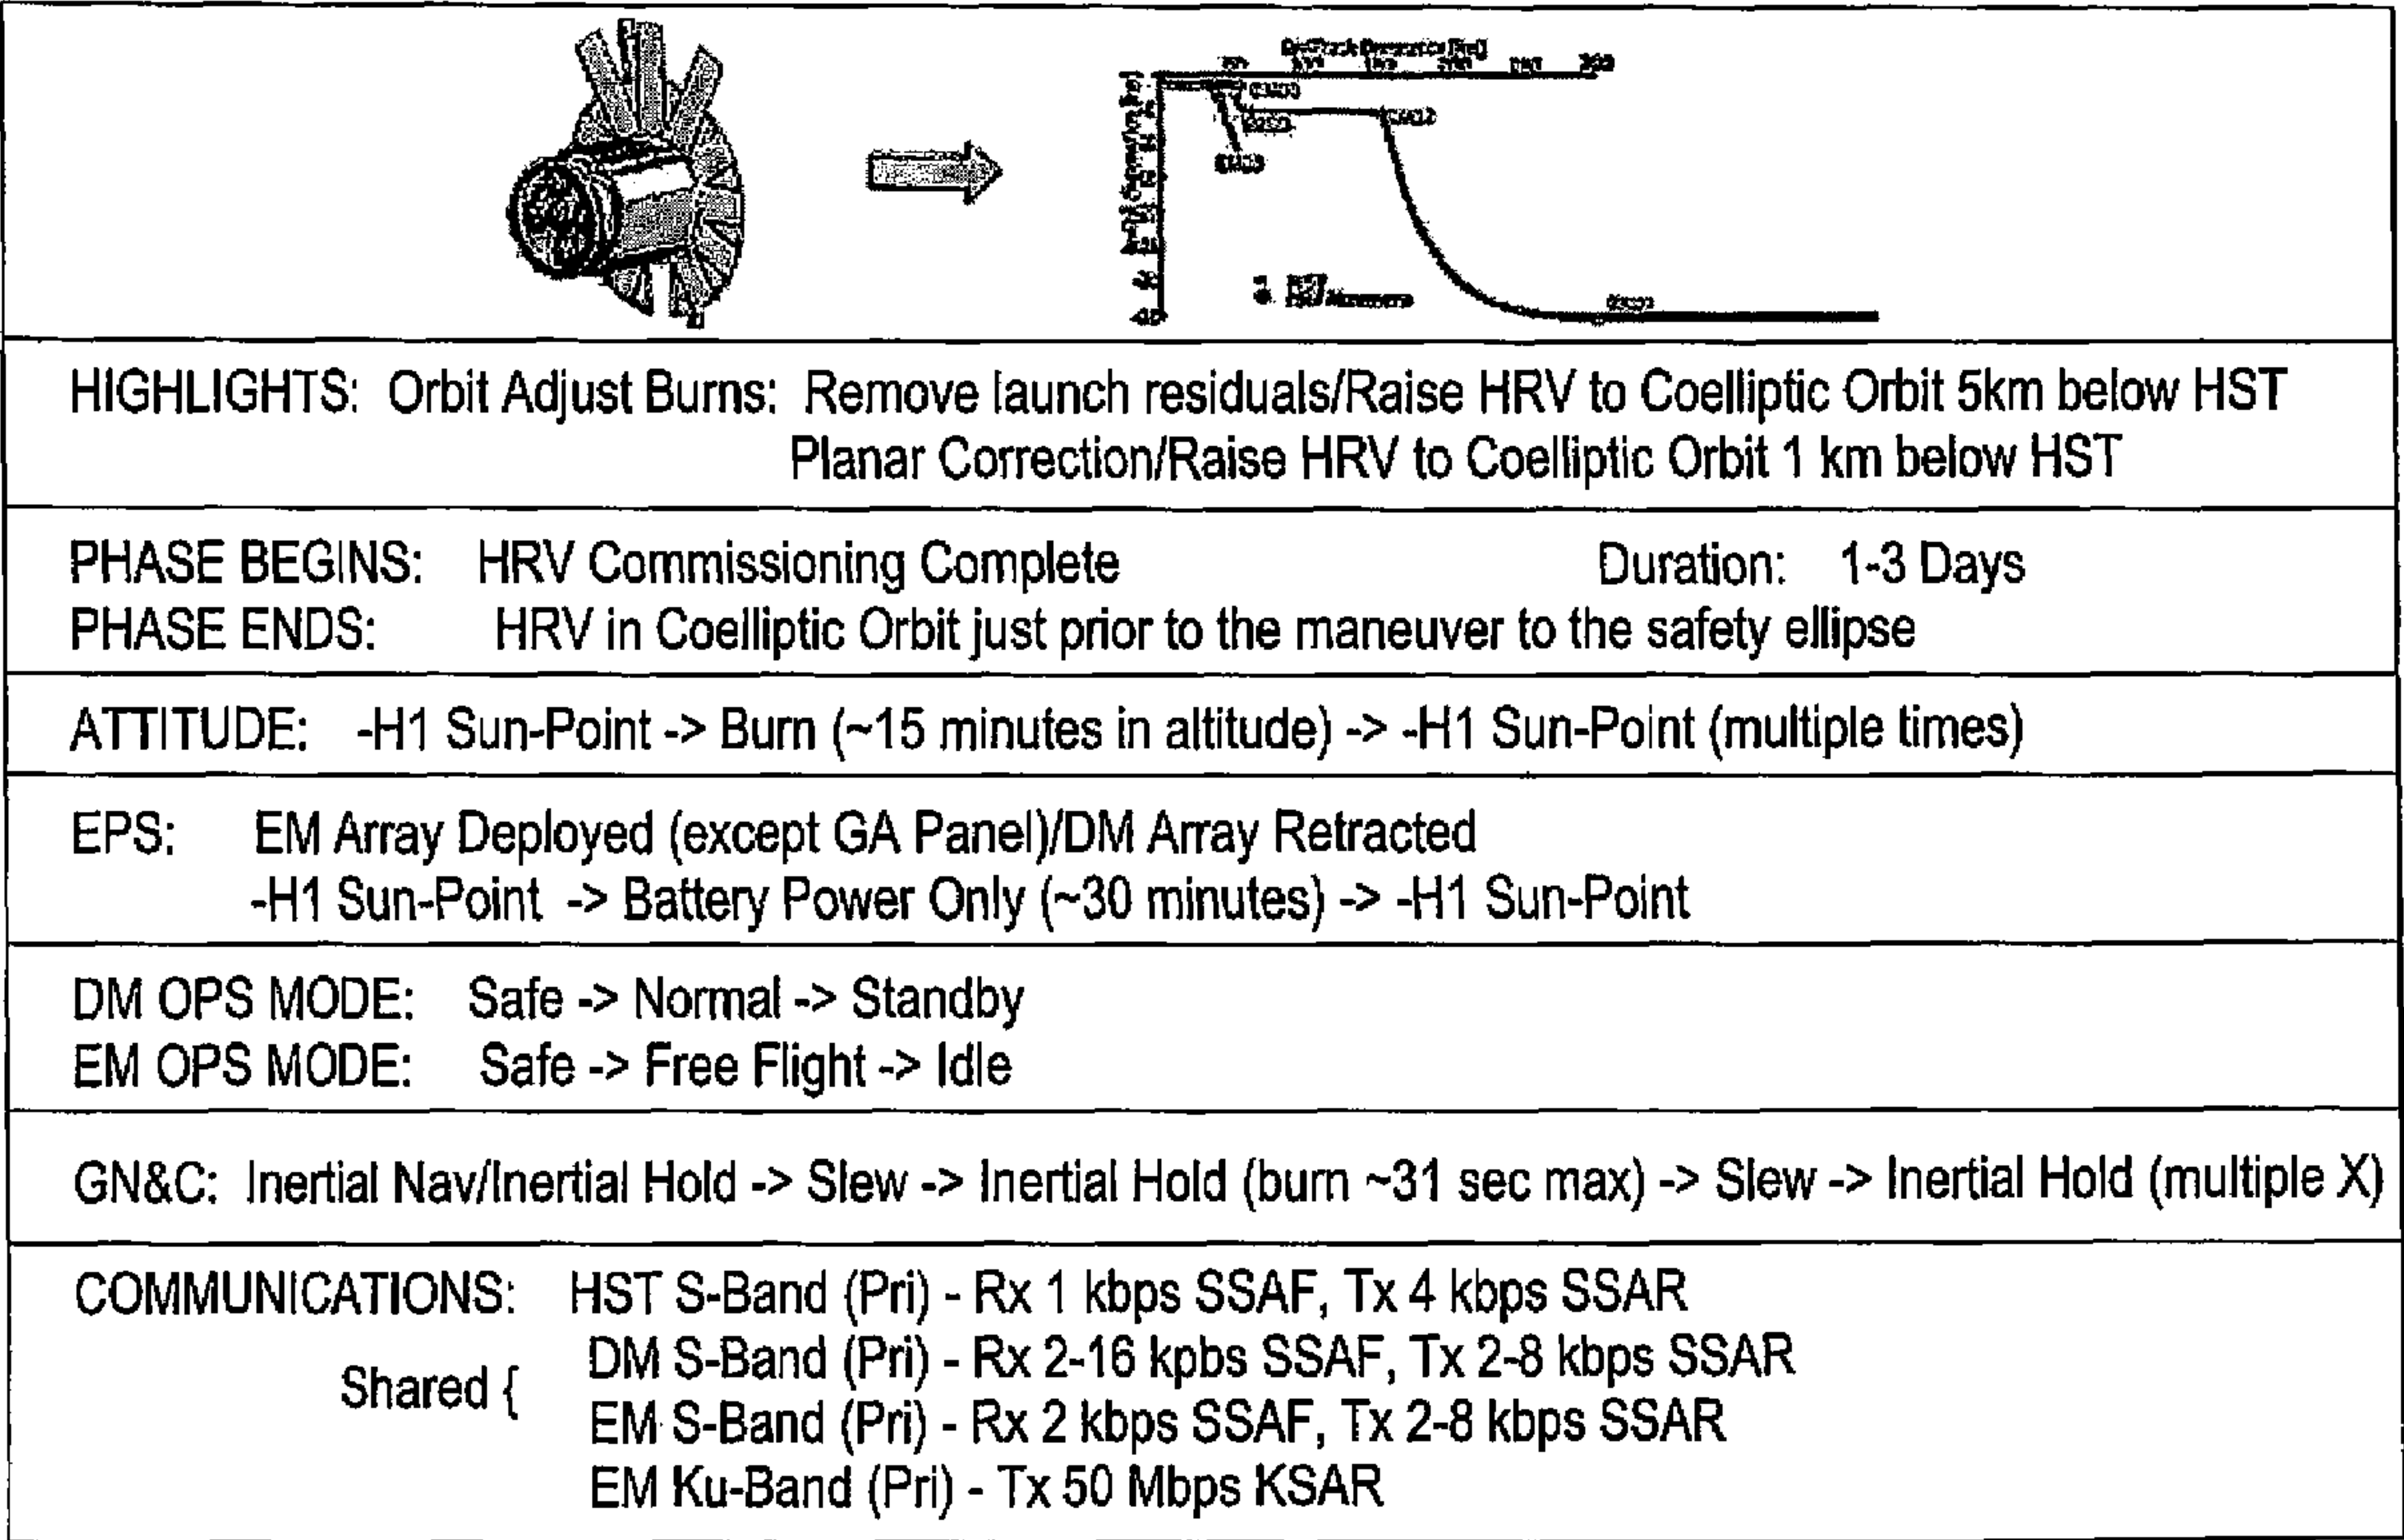 HIGHLIGHTS: Orbit Adjust Burns: Remove launch residuals/Raise HRV to Coelliptic Orbit 5km below HST
Planar Correction/Raise HRV to Coelliptic Orbit 1 km below HST
PHASE BEGINS: HRV Commissioning Complete Duration: 1-3 Days
PHASE ENDS: HRV in Coelliptic Orbit just prior to the maneuver to the safety ellipse
ATTITUDE: -H1 Sun-Point -> Burn (~15 minutes in altitude) -> -H1 Sun-Point (multiple times)
EPS: EM Array Deployed (except GA Panel)/DM Array Retracted
-H1 Sun-Point -> Battery Power Only (~30 minutes) -> -H1 Sun-Point
DM OPS MODE: Safe -> Normal -> Standby
EM OPS MODE: Safe -> Free Flight -> Idle
GN&C: Inertial Nav/Inertial Hold -> Slew -> Inertial Hold (burn ~31 sec max) -> Slew -> Inertial Hold (multiple X)
COMMUNICATIONS: HST S-Band (Pri) - Rx 1 kbps SSAF, Tx 4 kbps SSAR
Shared { DM S-Band (Pri) - Rx 2-16 kpbs SSAF, Tx 2-8 kbps SSAR
EM S-Band (Pri) - Rx 2 kbps SSAF, Tx 2-8 kbps SSAR
EM Ku-Band (Pri) - Tx 50 Mbps KSAR